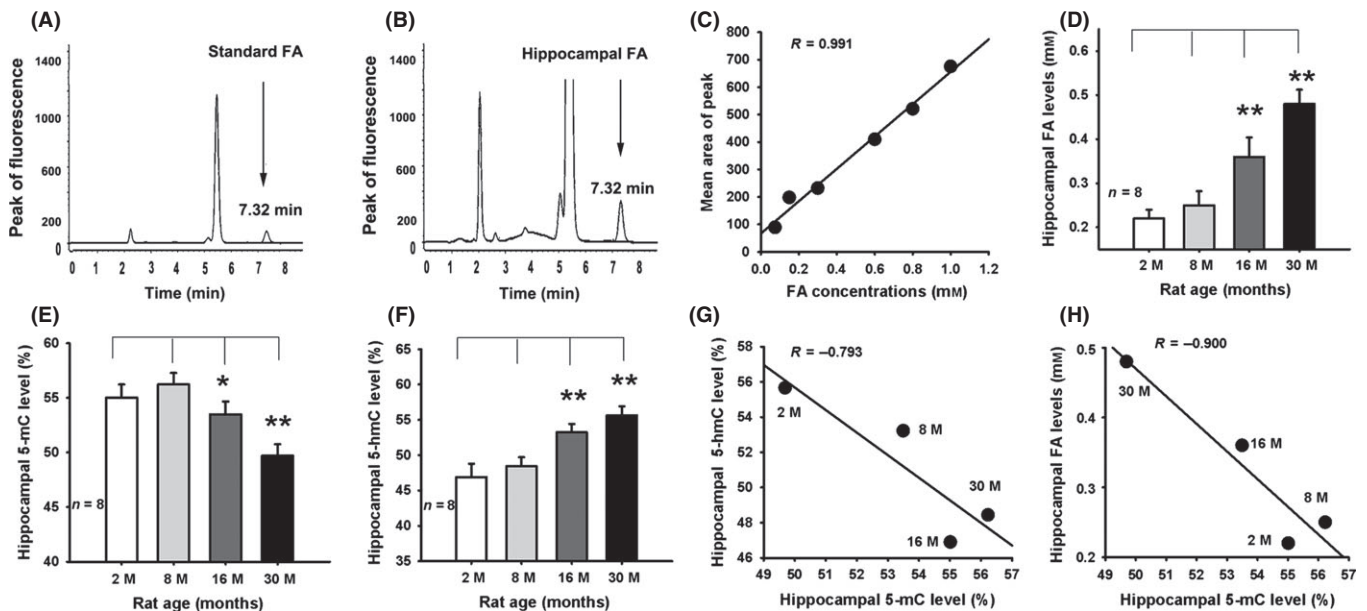 (A)
Standard FA
7.32 min
Peak of fluorescence
1400
1000
600
200
0
0 1 2 3 4 5 6 7 8
Time (min)
(B)
Hippocampal FA
7.32 min
Peak of fluorescence
1400
1000
600
200
0
0 1 2 3 4 5 6 7 8
Time (min)
(C)
R = 0.991
Mean area of peak
800
700
600
500
400
300
200
100
0
0.0 0.2 0.4 0.6 0.8 1.0 1.2
FA concentrations (mM)
(D)
Hippocampal FA levels (mM)
0.6
0.5
0.4
0.3
0.2
n = 8
**
**
2 M 8 M 16 M 30 M
Rat age (months)
(E)
Hippocampal 5-mC level (%)
60
55
50
45
40
n = 8
*
**
2 M 8 M 16 M 30 M
Rat age (months)
(F)
Hippocampal 5-hmC level (%)
65
60
55
50
45
40
35
n = 8
**
**
2 M 8 M 16 M 30 M
Rat age (months)
(G)
R = –0.793
Hippocampal 5-hmC level (%)
58
56
54
52
50
48
46
2 M
8 M
30 M
16 M
49 50 51 52 53 54 55 56 57
Hippocampal 5-mC level (%)
(H)
R = –0.900
Hippocampal FA levels (mM)
0.5
0.4
0.3
0.2
30 M
16 M
8 M
2 M
49 50 51 52 53 54 55 56 57
Hippocampal 5-mC level (%)